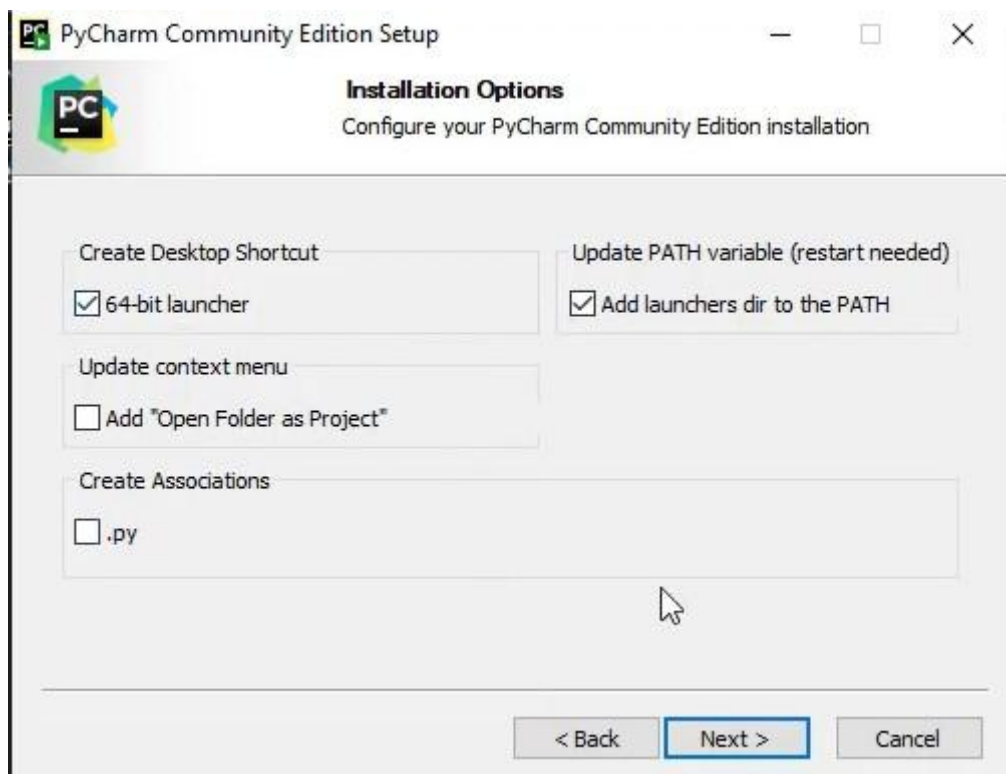 PyCharm Community Edition Setup
PC
Installation Options
Configure your PyCharm Community Edition installation
Create Desktop Shortcut
64-bit launcher
Update PATH variable (restart needed)
Add launchers dir to the PATH
Update context menu
Add "Open Folder as Project"
Create Associations
.py
< Back
Next >
Cancel